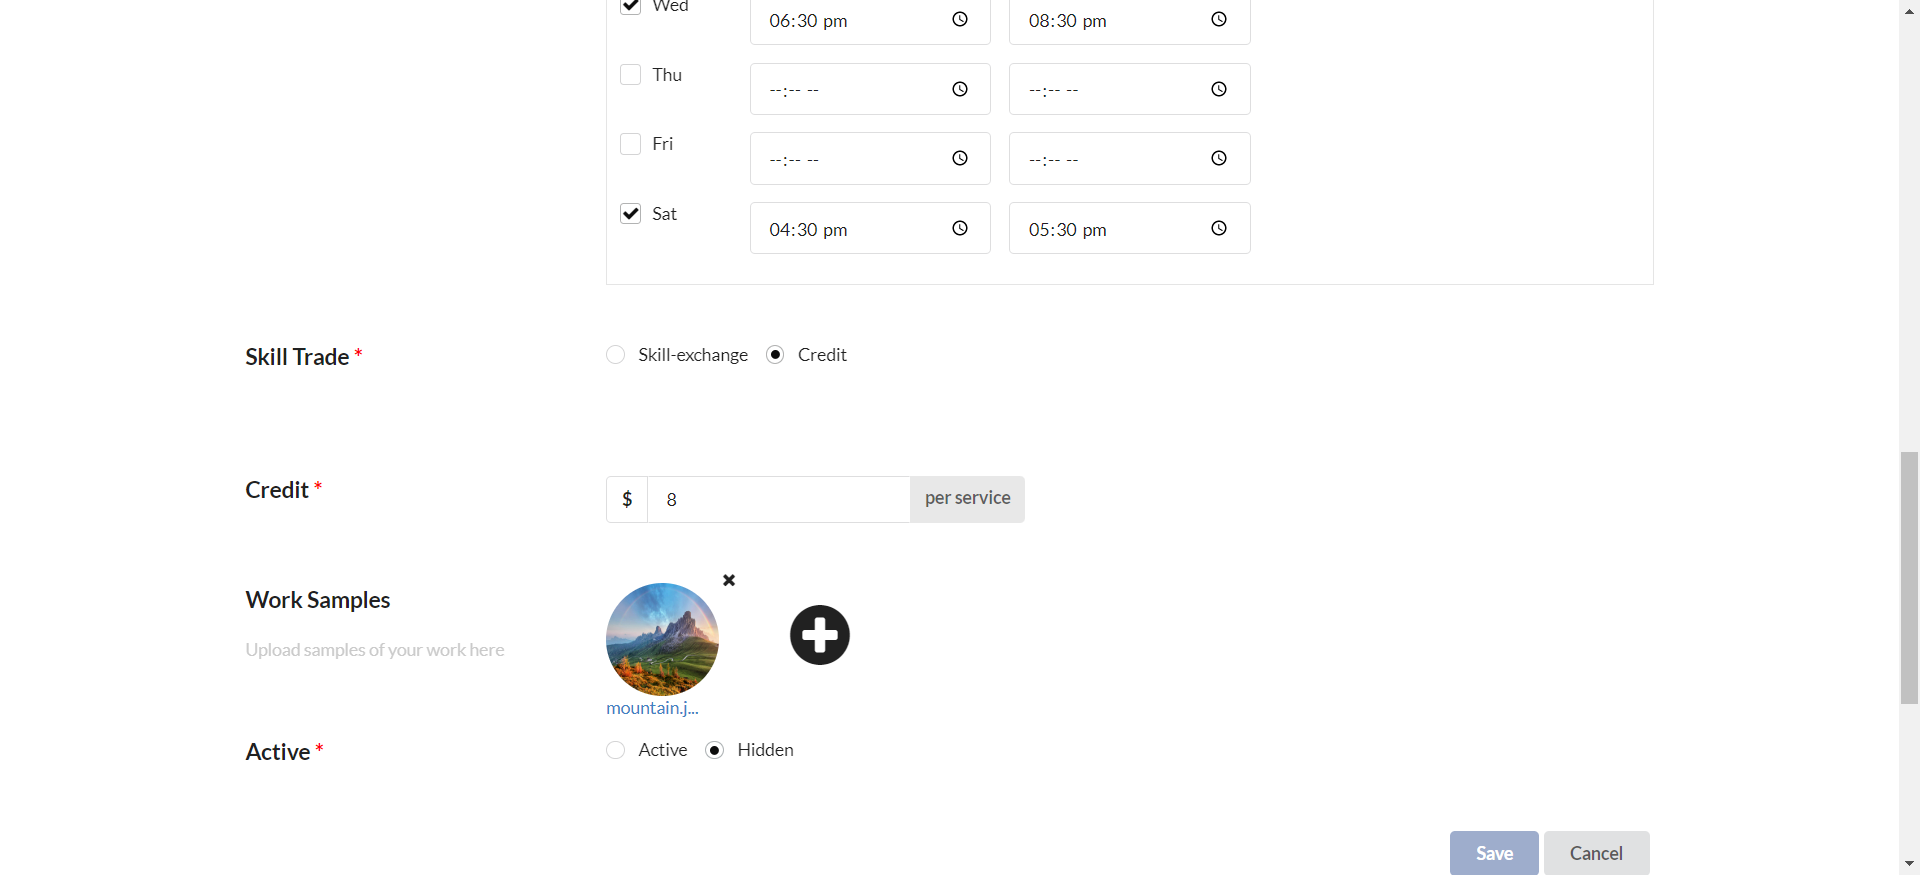 Wed 06:30 pm 08:30 pm
Thu --:-- -- --:-- --
Fri --:-- -- --:-- --
Sat 04:30 pm 05:30 pm
Skill Trade * Skill-exchange Credit
Credit * $ 8 per service
Work Samples
Upload samples of your work here
mountain.j...
Active * Active Hidden
Save Cancel